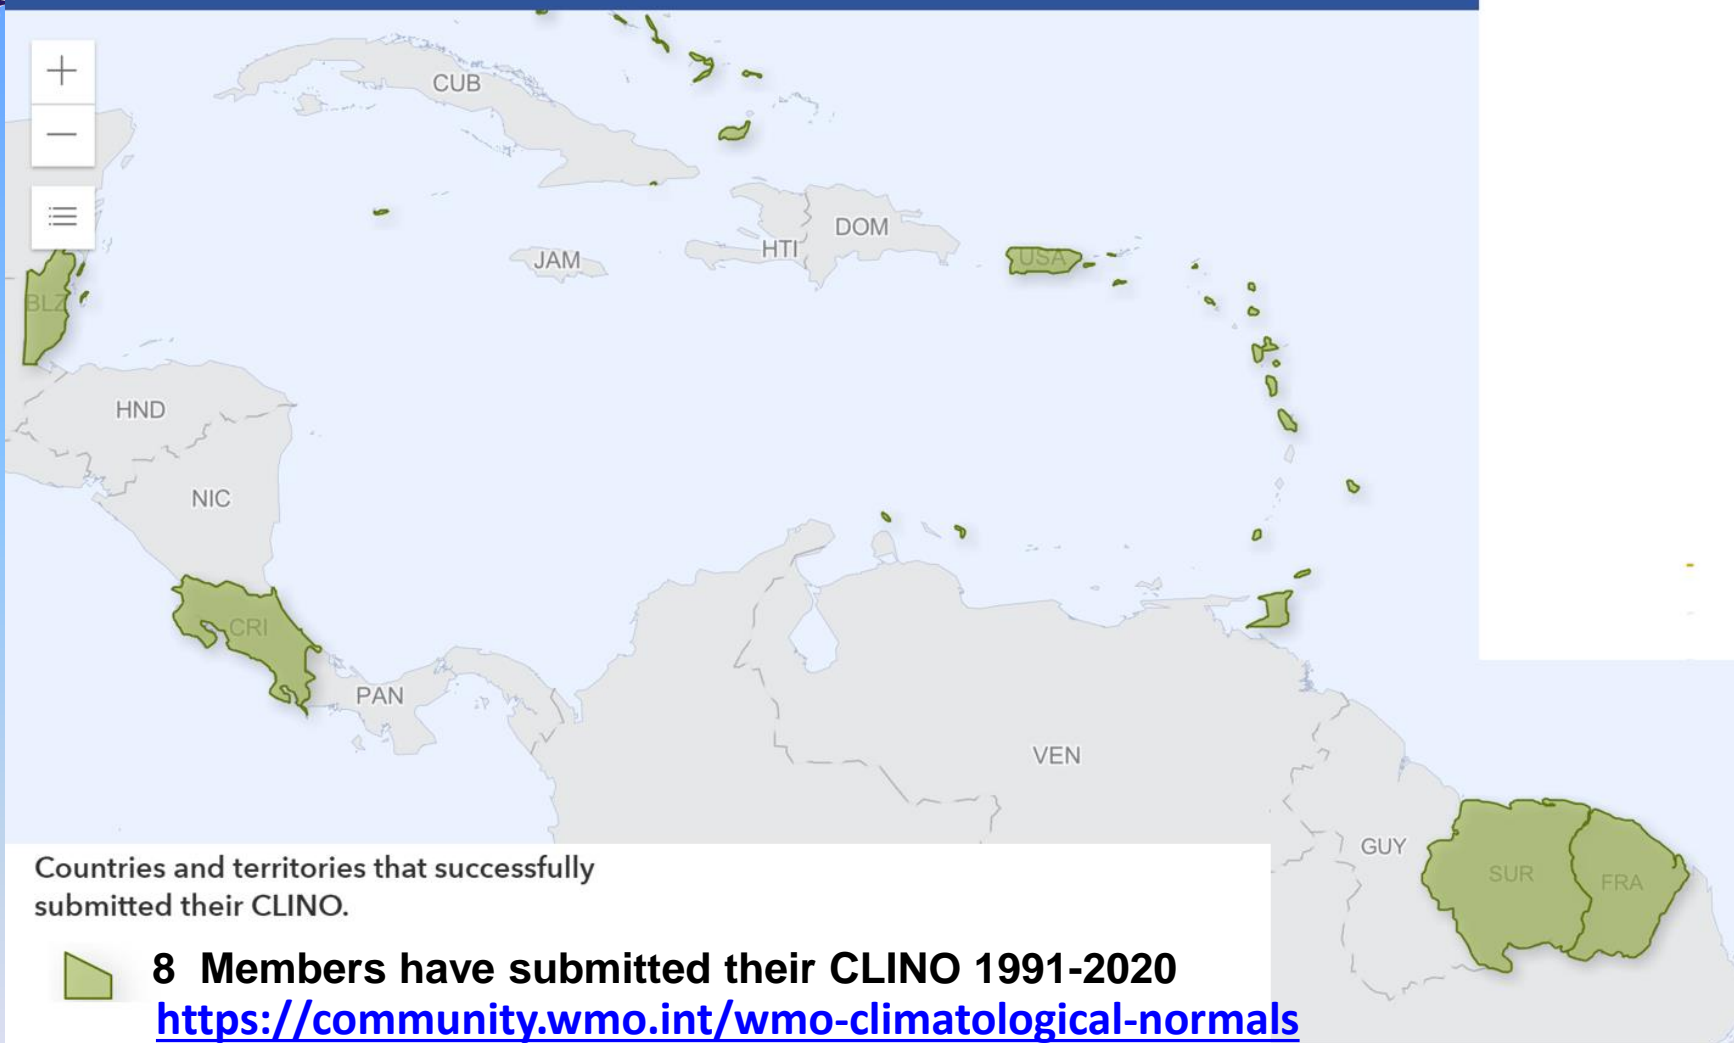 CUB
DOM
HTI
USA
JAM
BLZ
HND
NIC
CRI
PAN
VEN
GUY
SUR
FRA
Countries and territories that successfully
submitted their CLINO.
8 Members have submitted their CLINO 1991-2020
https://community.wmo.int/wmo-climatological-normals